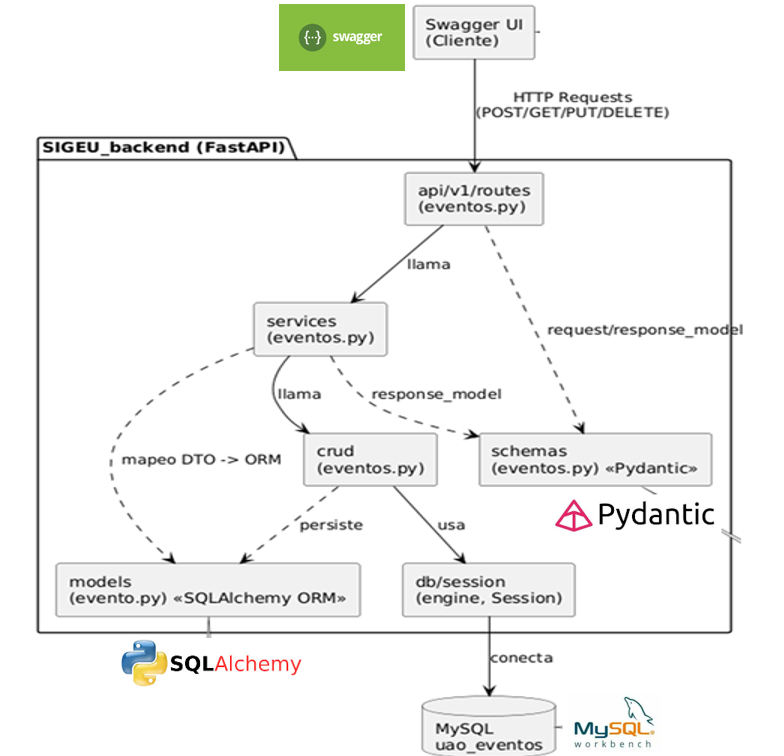 {···} swagger
Swagger UI
(Cliente)
HTTP Requests
(POST/GET/PUT/DELETE)
SIGEU_backend (FastAPI)
api/v1/routes
(eventos.py)
llama
services
(eventos.py)
request/response_model
llama
response_model
mapeo DTO -> ORM
crud
(eventos.py)
schemas
(eventos.py) «Pydantic»
Pydantic
persiste
usa
models
(evento.py) «SQLAlchemy ORM»
db/session
(engine, Session)
SQLAlchemy
conecta
MySQL
uao_eventos
MySQL®
workbench